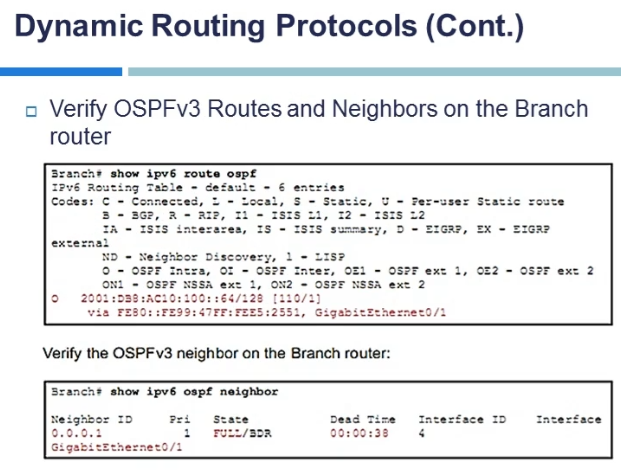 Dynamic Routing Protocols (Cont.)
Verify OSPFv3 Routes and Neighbors on the Branch
router
Branch# show ipv6 route ospf
IPv6 Routing Table - default - 6 entries
Codes: C - Connected, L - Local, S - Static, U - Per-user Static route
B - BGP, R - RIP, I1 - ISIS L1, I2 - ISIS L2
IA - ISIS interarea, IS - ISIS summary, D - EIGRP, EX - EIGRP
external
ND - Neighbor Discovery, l - LISP
O - OSPF Intra, OI - OSPF Inter, OE1 - OSPF ext 1, OE2 - OSPF ext 2
ON1 - OSPF NSSA ext 1, ON2 - OSPF NSSA ext 2
O 2001:DB8:AC10:100::64/128 [110/1]
via FE80::FE99:47FF:FEE5:2551, GigabitEthernet0/1
Verify the OSPFv3 neighbor on the Branch router:
Branch# show ipv6 ospf neighbor
Neighbor ID Pri State Dead Time Interface ID Interface
0.0.0.1 1 FULL/BDR 00:00:38 4
GigabitEthernet0/1